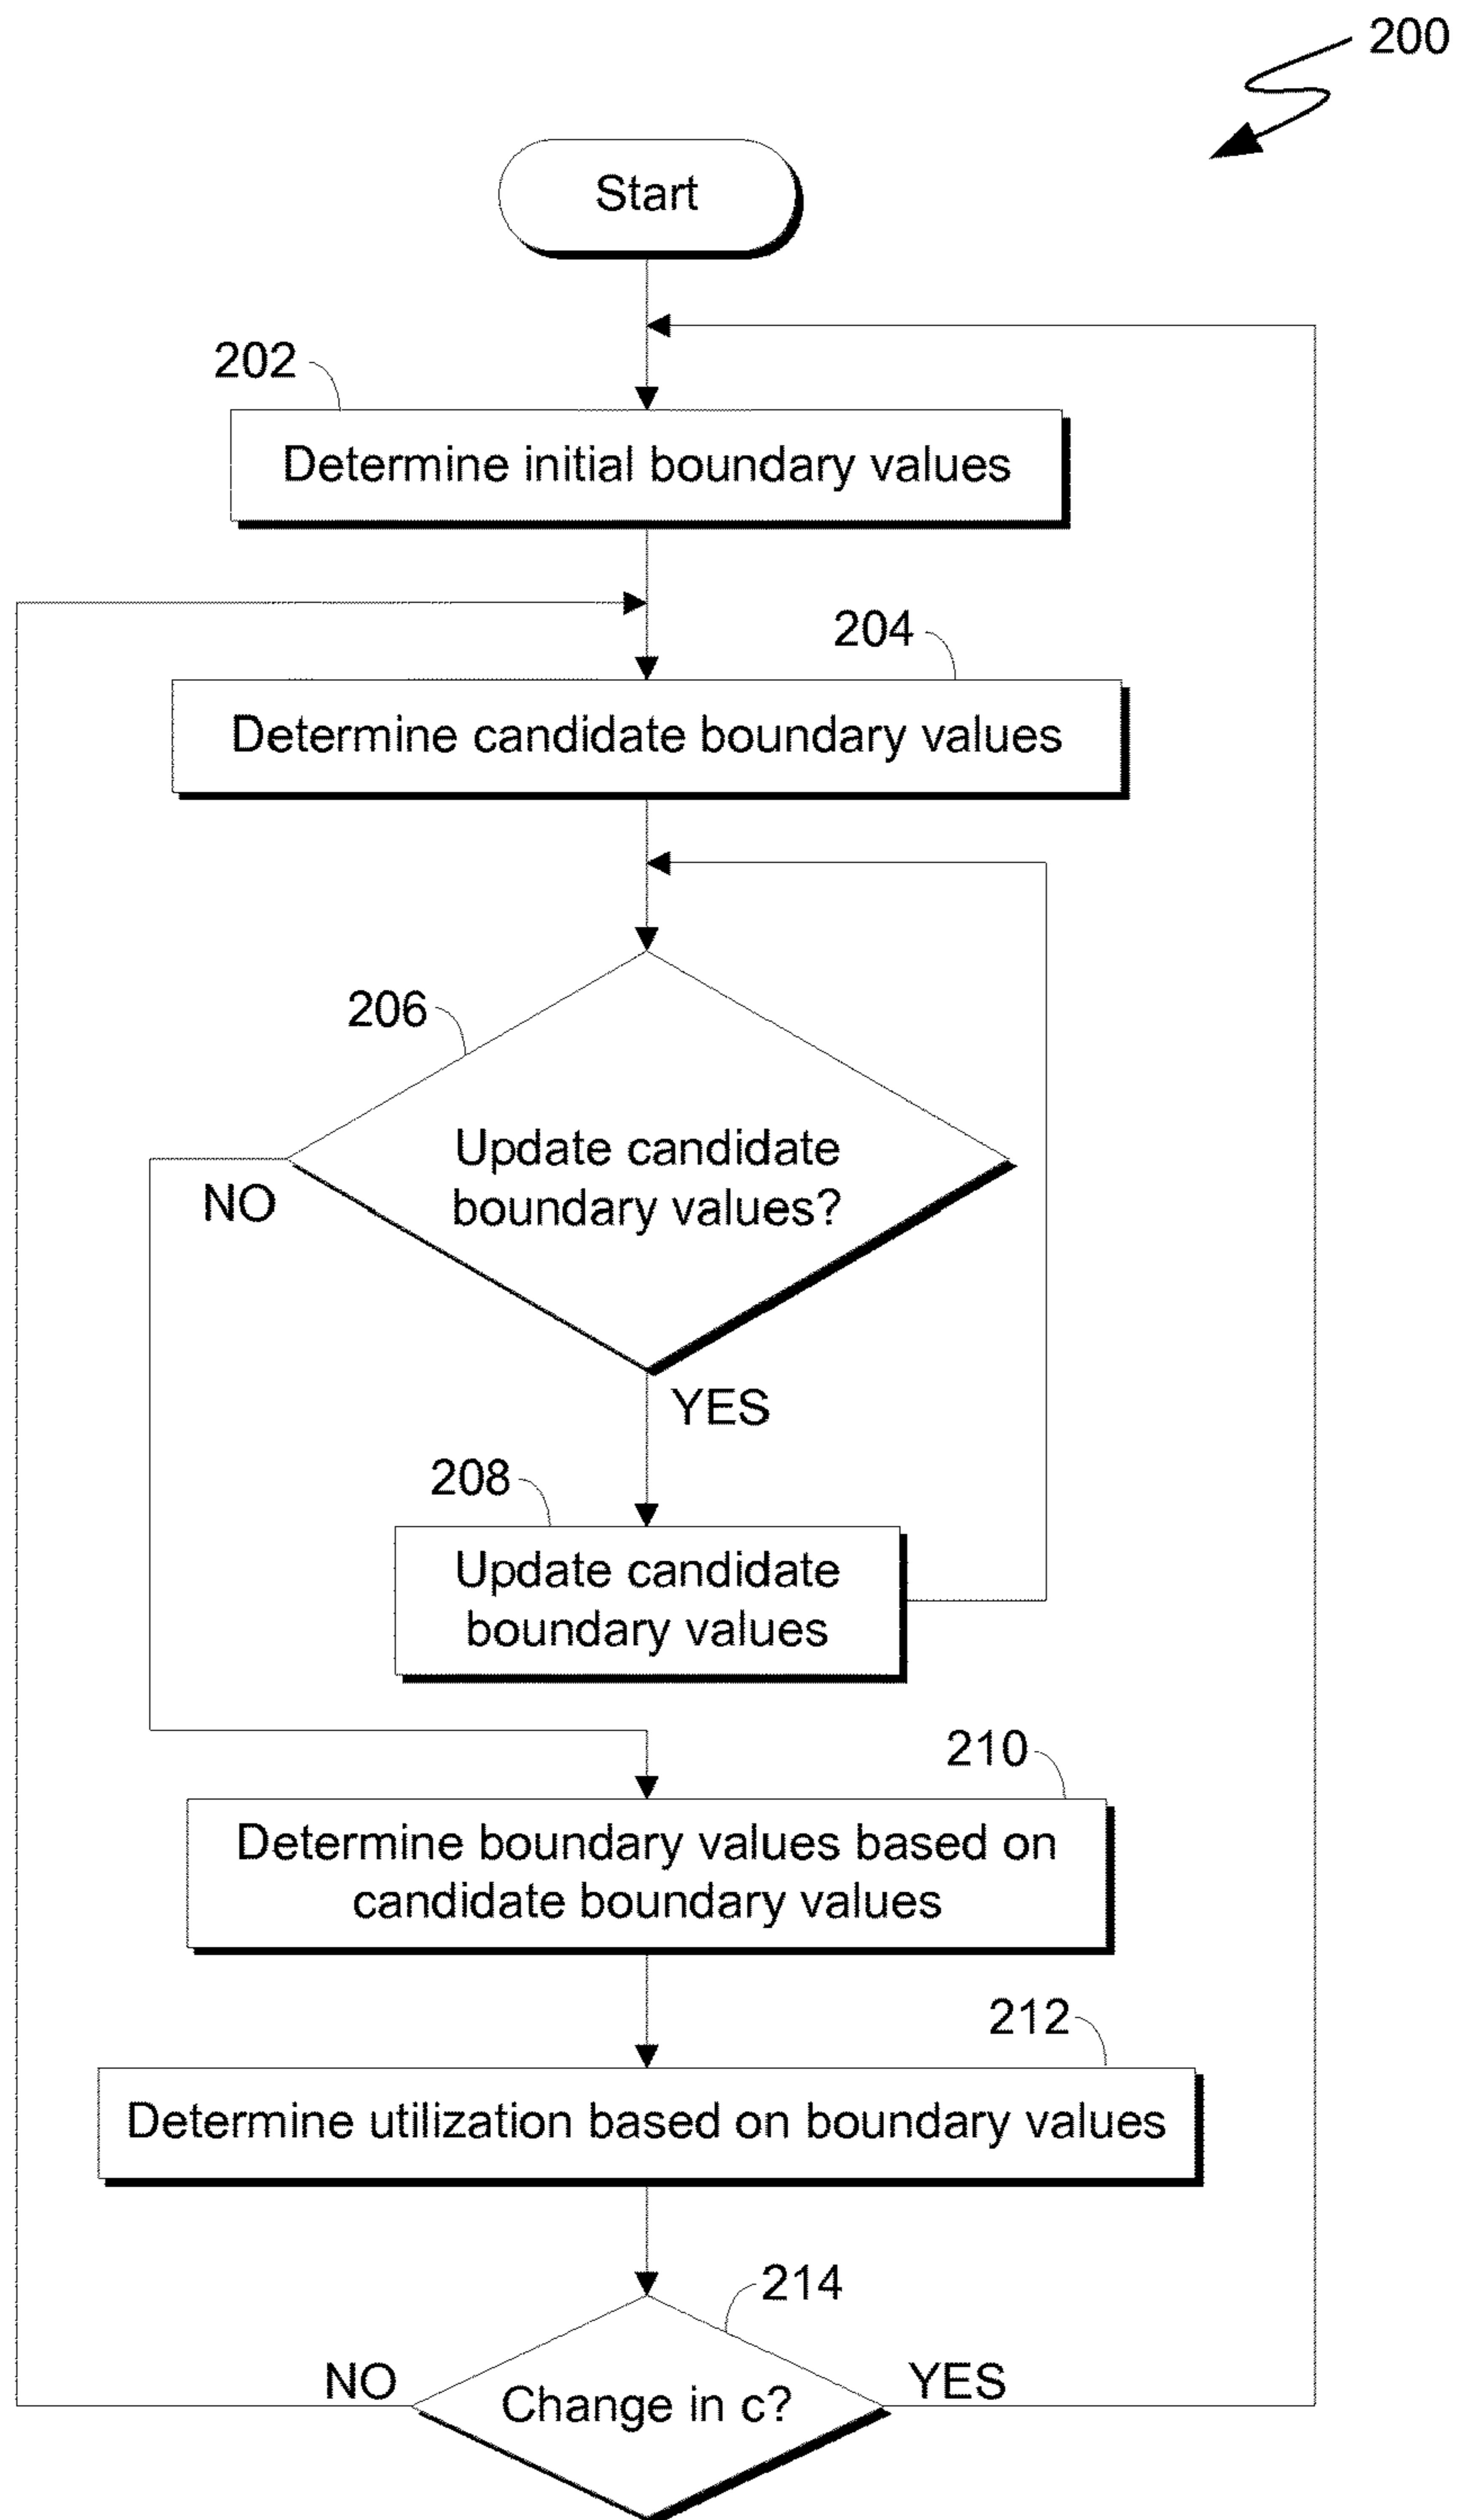 200
Start
202
Determine initial boundary values
204
Determine candidate boundary values
206
Update candidate
boundary values?
NO
YES
208
Update candidate
boundary values
210
Determine boundary values based on
candidate boundary values
212
Determine utilization based on boundary values
214
NO
YES
Change in c?